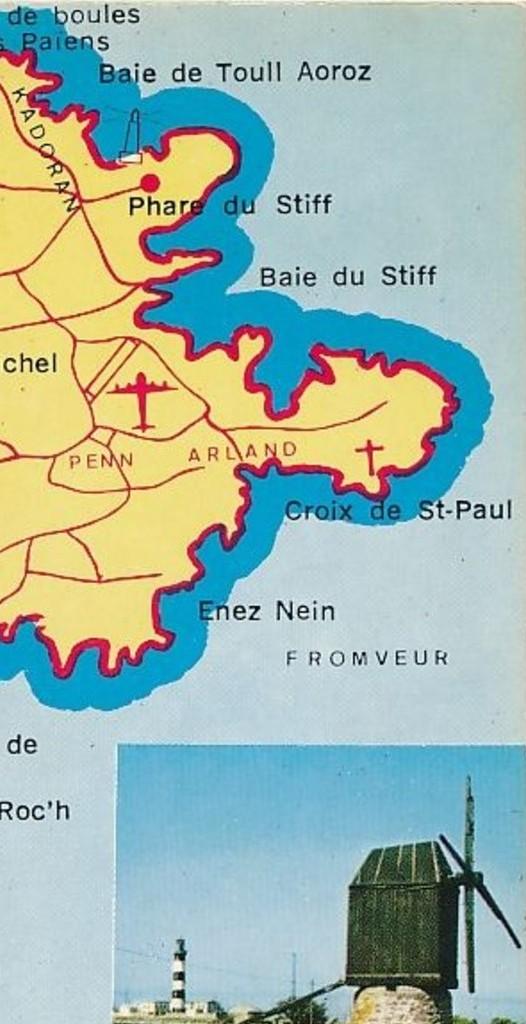 de boules
s Paiens
Baie de Toull Aoroz
KADORAN
Phare du Stiff
Baie du Stiff
chel
PENN ARLAND
Croix de St-Paul
Enez Nein
FROMVEUR
de
Roc'h